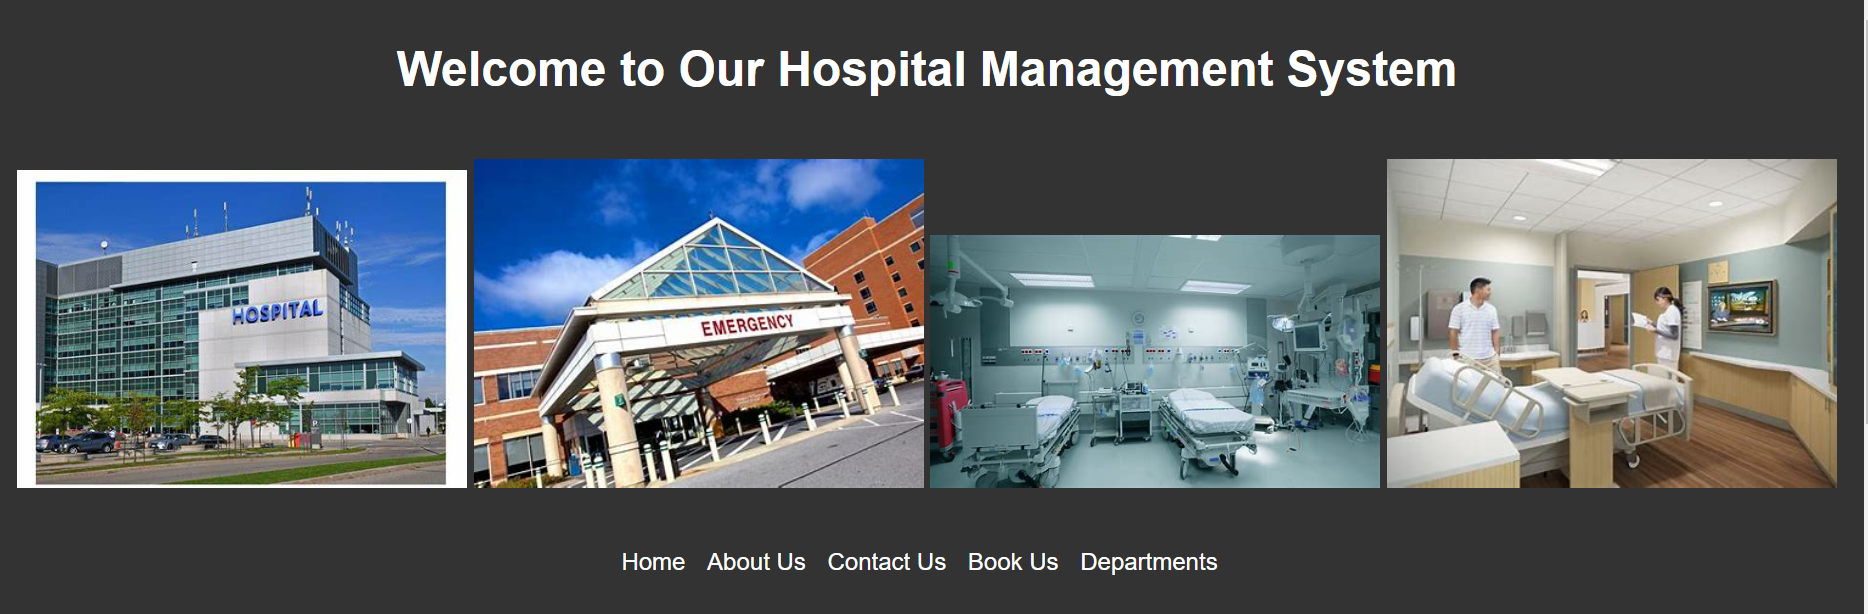 Welcome to Our Hospital Management System
HOSPITAL
EMERGENCY
Home About Us Contact Us Book Us Departments